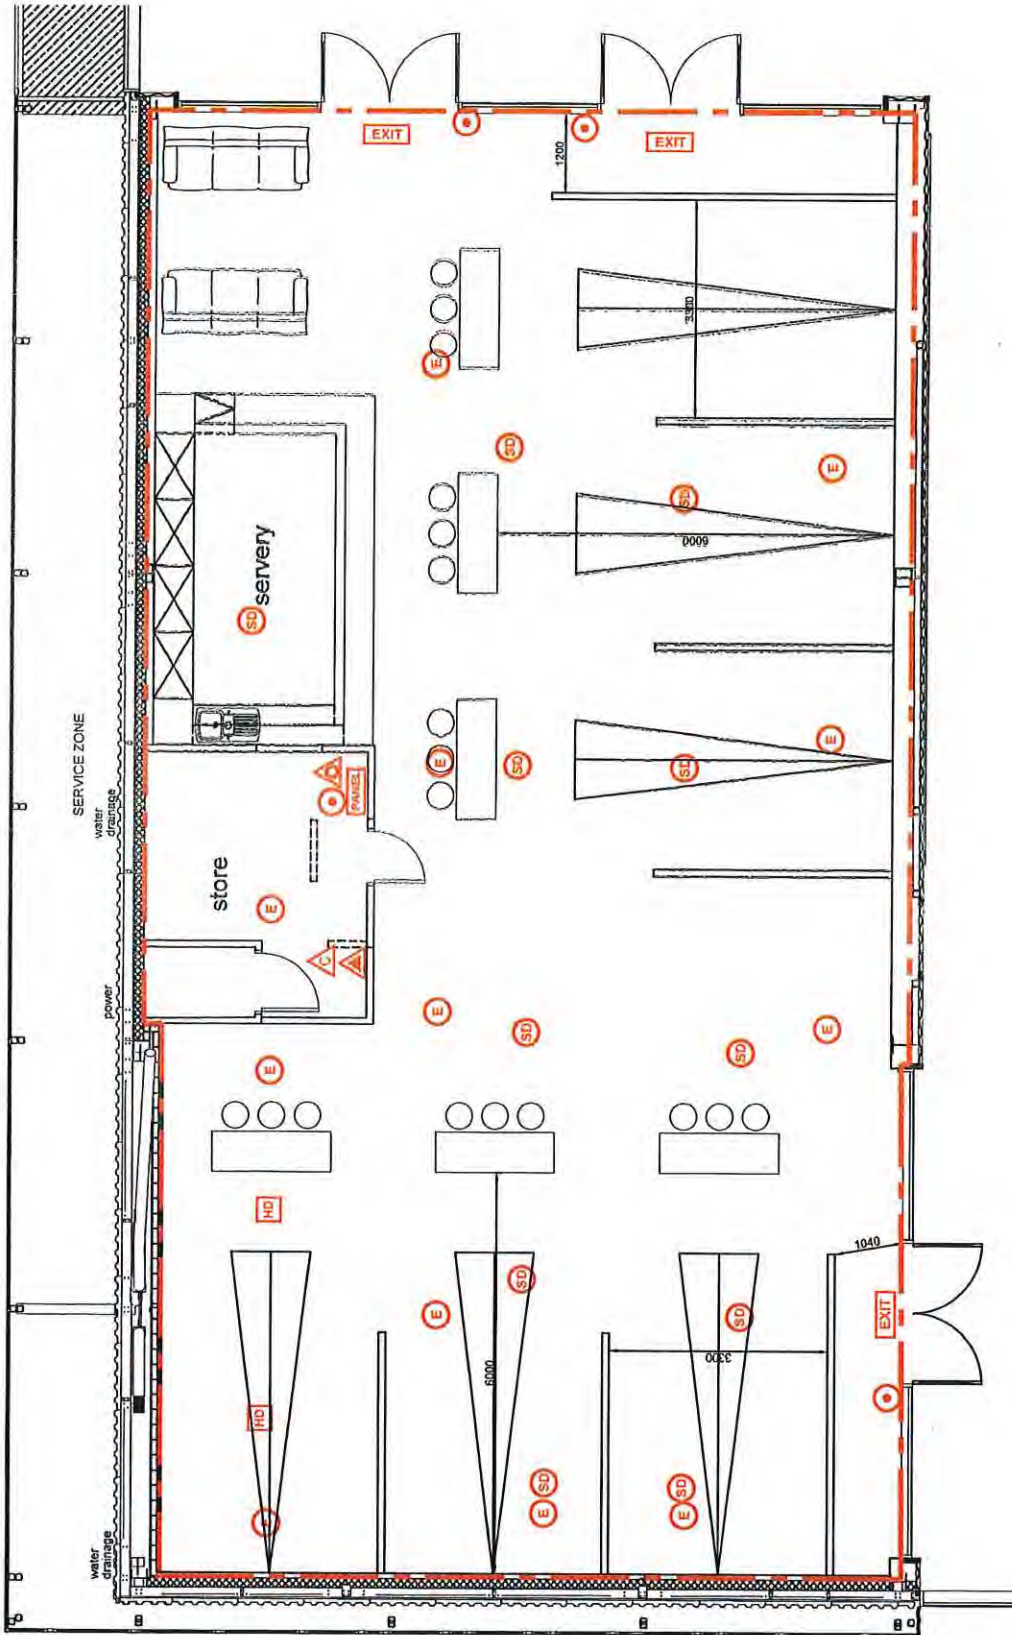 EXIT
EXIT
1200
3300
E
SD
SD
E
6000
servery
SD
SERVICE ZONE
water
drainage
E
SD
SD
E
PANEL
store
E
C
power
E
SD
SD
E
E
HD
1040
E
SD
SD
EXIT
3300
6000
HD
SD
E
SD
E
E
water
drainage